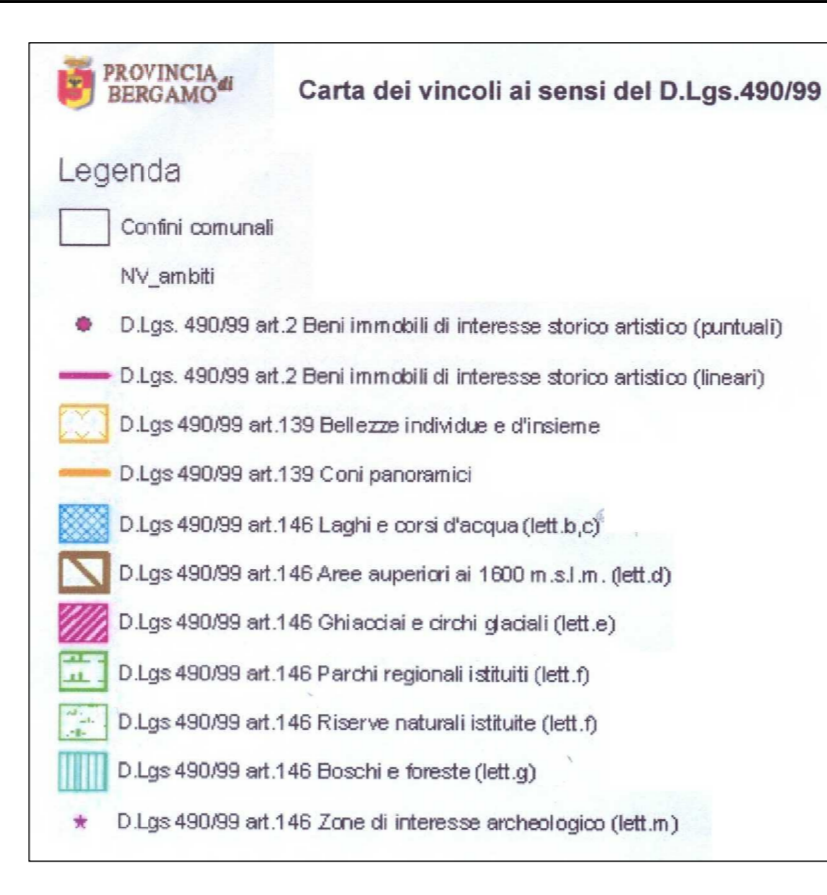 PROVINCIA di
BERGAMO
Carta dei vincoli ai sensi del D.Lgs.490/99
Legenda
Confini comunali
NV_ambiti
D.Lgs. 490/99 art.2 Beni immobili di interesse storico artistico (puntuali)
D.Lgs. 490/99 art.2 Beni immobili di interesse storico artistico (lineari)
D.Lgs 490/99 art.139 Bellezze individue e d'insieme
D.Lgs 490/99 art.139 Coni panoramici
D.Lgs 490/99 art.146 Laghi e corsi d'acqua (lett.b,c)
D.Lgs 490/99 art.146 Aree auperiori ai 1600 m.s.l.m. (lett.d)
D.Lgs 490/99 art.146 Ghiacciai e circhi glaciali (lett.e)
D.Lgs 490/99 art.146 Parchi regionali istituiti (lett.f)
D.Lgs 490/99 art.146 Riserve naturali istituite (lett.f)
D.Lgs 490/99 art.146 Boschi e foreste (lett.g)
D.Lgs 490/99 art.146 Zone di interesse archeologico (lett.m)